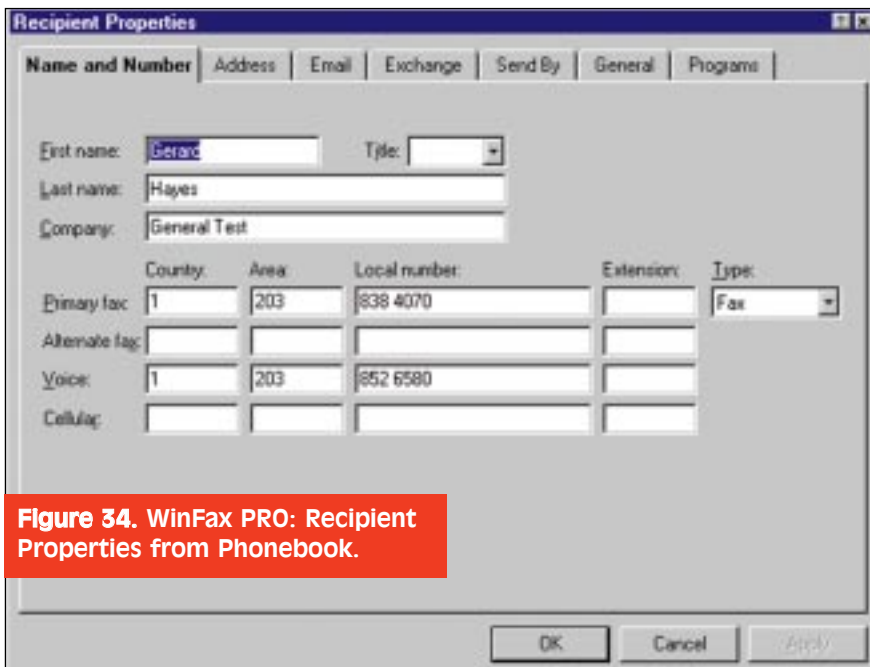 Recipient Properties
Name and Number Address Email Exchange Send By General Programs
First name: Gerard Title:
Last name: Hayes
Company: General Test
Country: Area: Local number: Extension: Type:
Primary fax: 1 203 838 4070 Fax
Alternate fax:
Voice: 1 203 852 6580
Cellular:
Figure 34. WinFax PRO: Recipient
Properties from Phonebook.
OK Cancel Apply